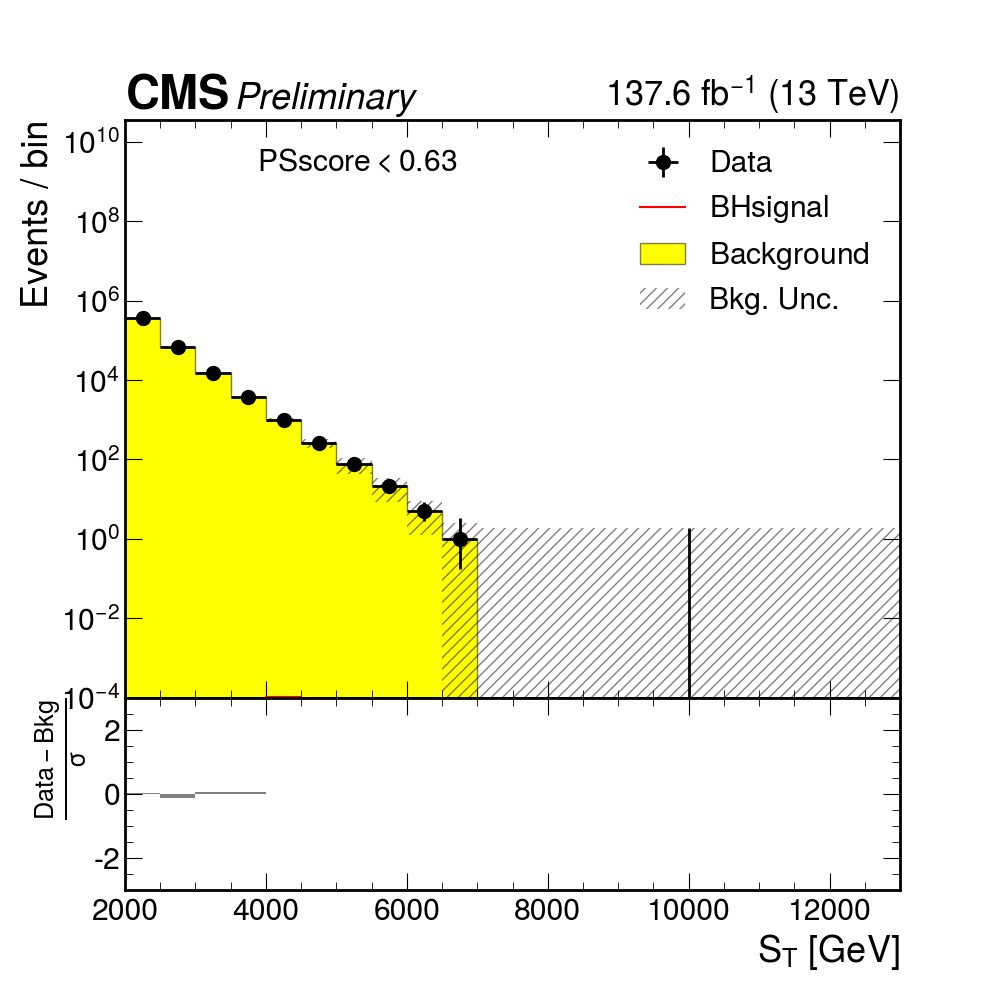 CMS Preliminary 137.6 fb⁻¹ (13 TeV)
Events / bin
PSscore < 0.63
Data
BHsignal
Background
Bkg. Unc.
10¹⁰
10⁸
10⁶
10⁴
10²
10⁰
10⁻²
10⁻⁴
Data – Bkg
σ
2
0
-2
2000 4000 6000 8000 10000 12000
S_T [GeV]